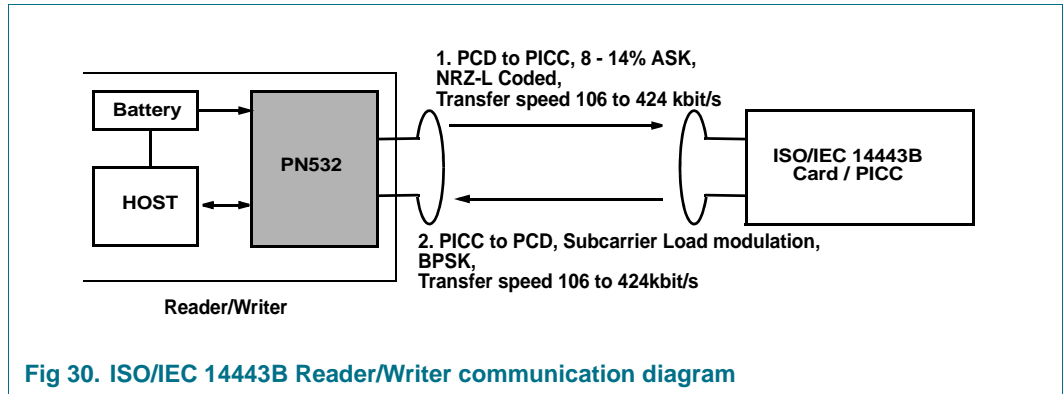 1. PCD to PICC, 8 - 14% ASK,
NRZ-L Coded,
Transfer speed 106 to 424 kbit/s
Battery
PN532
HOST
ISO/IEC 14443B
Card / PICC
2. PICC to PCD, Subcarrier Load modulation,
BPSK,
Transfer speed 106 to 424kbit/s
Reader/Writer
Fig 30. ISO/IEC 14443B Reader/Writer communication diagram